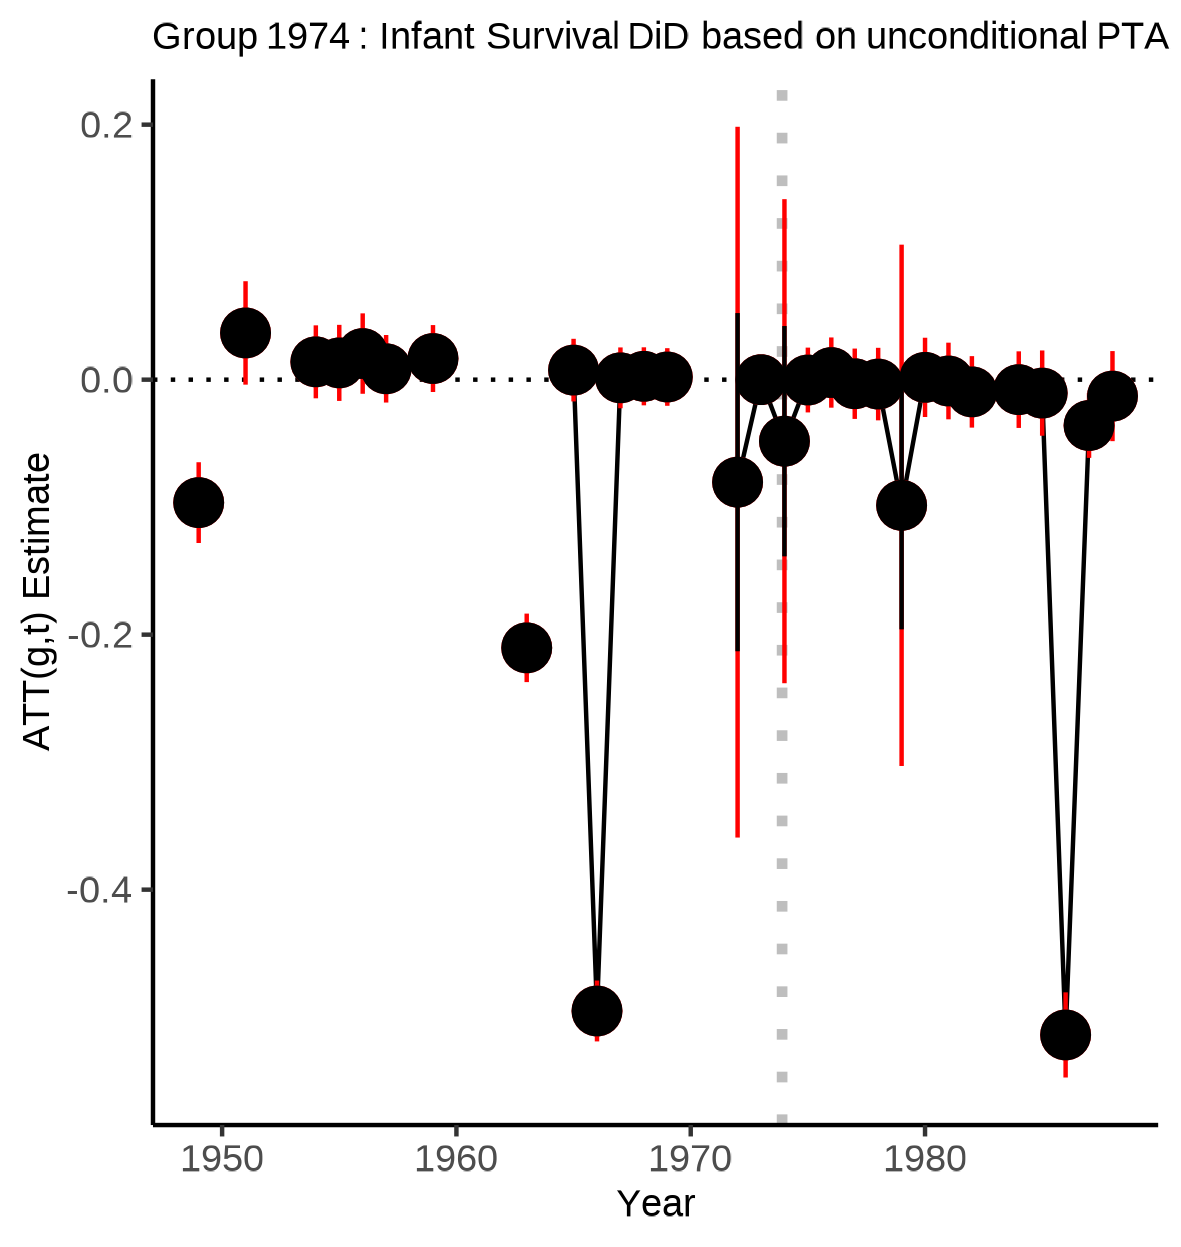 Group 1974 : Infant Survival DiD based on unconditional PTA
0.2
0.0
-0.2
-0.4
ATT(g,t) Estimate
1950 1960 1970 1980
Year